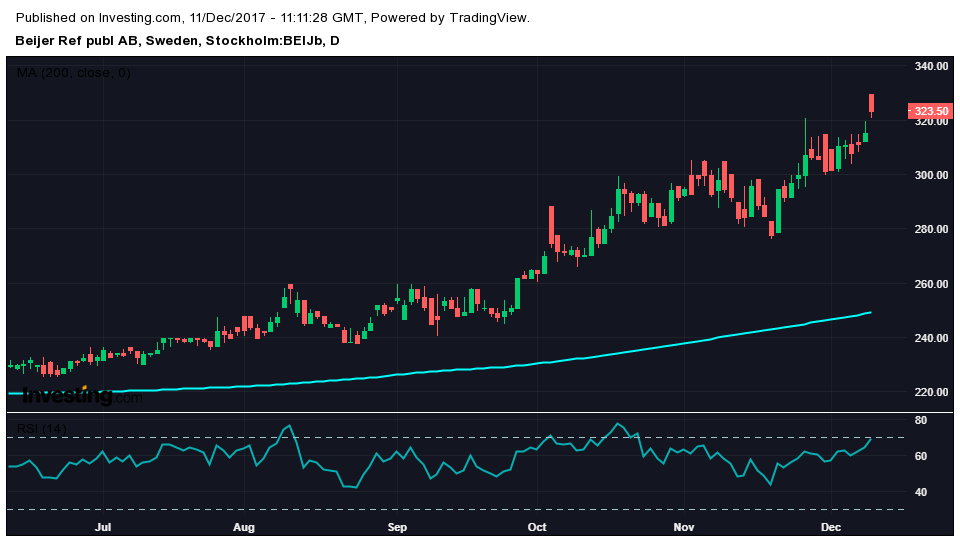 Published on Investing.com, 11/Dec/2017 - 11:11:28 GMT, Powered by TradingView.
Beijer Ref publ AB, Sweden, Stockholm:BEIJb, D
MA (200, close, 0)
340.00
323.50
320.00
300.00
280.00
260.00
240.00
220.00
Investing.com
RSI (14)
80
60
40
Jul Aug Sep Oct Nov Dec